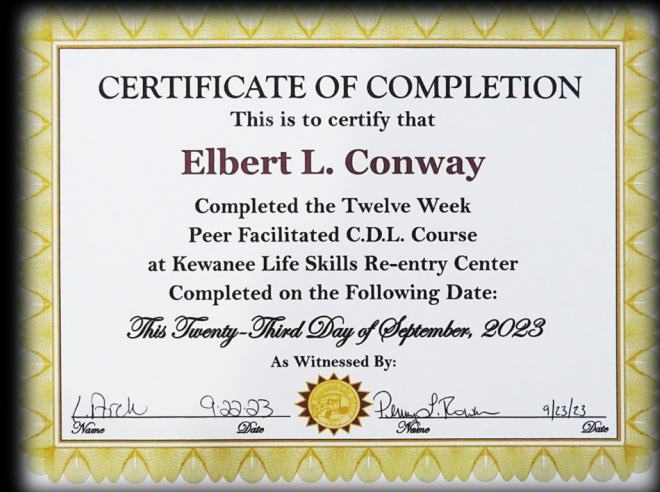 CERTIFICATE OF COMPLETION
This is to certify that
Elbert L. Conway
Completed the Twelve Week
Peer Facilitated C.D.L. Course
at Kewanee Life Skills Re-entry Center
Completed on the Following Date:
This Twenty-Third Day of September, 2023
As Witnessed By:
L. Arch 9-22-23 Penny L. 9/23/23
Name Date Name Date